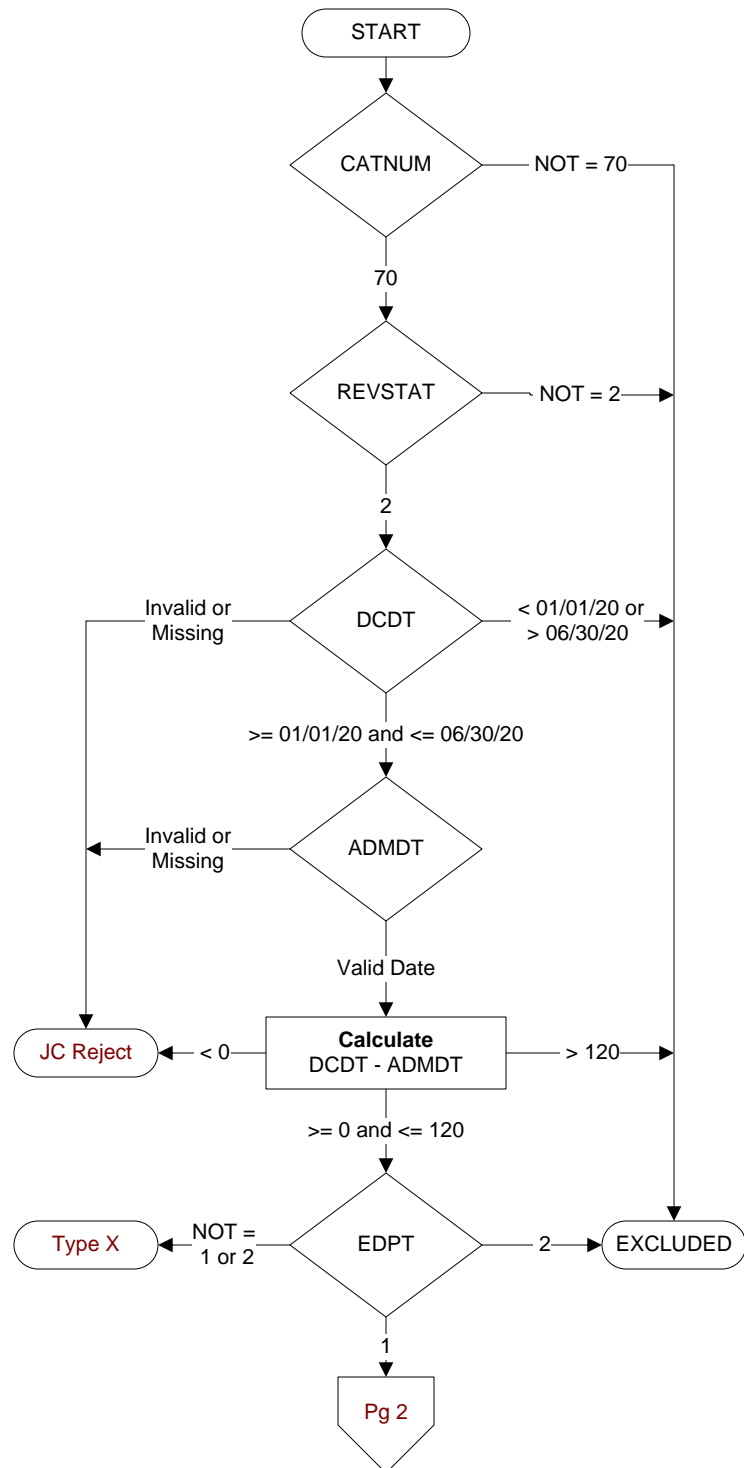 START
CATNUM
NOT = 70
70
REVSTAT
NOT = 2
2
Invalid or
Missing
DCDT
< 01/01/20 or
> 06/30/20
>= 01/01/20 and <= 06/30/20
Invalid or
Missing
ADMDT
Valid Date
JC Reject
< 0
Calculate
DCDT - ADMDT
> 120
>= 0 and <= 120
Type X
NOT =
1 or 2
EDPT
2
EXCLUDED
1
Pg 2